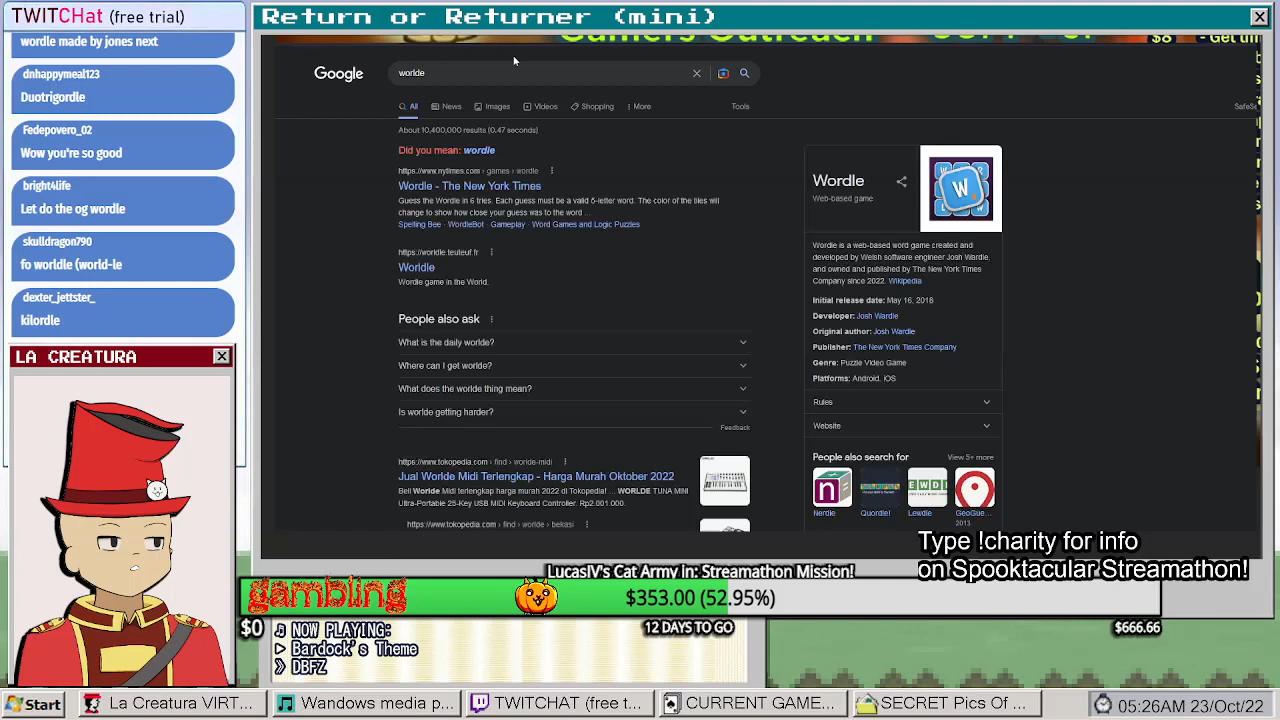 TWITCHat (free trial)
wordle made by jones next
dnhappymeal123
Duotrigordle
Fedepovero_02
Wow you're so good
bright4life
Let do the og wordle
skulldragon790
fo worldle (world-le
dexter_jettster_
kilordle
LA CREATURA
Return or Returner (mini)
Gamers Outreach
$8 - Get
Google
worlde
All
News
Images
Videos
Shopping
More
Tools
About 10,400,000 results (0.47 seconds)
Did you mean: wordle
https://www.nytimes.com › games › wordle
Wordle - The New York Times
Guess the Wordle in 6 tries. Each guess must be a valid 5-letter word. The color of the tiles will
change to show how close your guess was to the word ...
Spelling Bee · WordleBot · Gameplay · Word Games and Logic Puzzles
https://worldle.teuteuf.fr
Worldle
Wordle game in the World.
People also ask
What is the daily worlde?
Where can I get worlde?
What does the worlde thing mean?
Is worlde getting harder?
Feedback
https://www.tokopedia.com › find › worlde-midi
Jual Worlde Midi Terlengkap - Harga Murah Oktober 2022
Beli Worlde Midi terlengkap harga murah 2022 di Tokopedia! ... WORLDE TUNA MINI
Ultra-Portable 25-Key USB MIDI Keyboard Controller. Rp2.001.000.
https://www.tokopedia.com › find › worlde › bekasi
Wordle
Web-based game
W
Wordle is a web-based word game created and
developed by Welsh software engineer Josh Wardle,
and owned and published by The New York Times
Company since 2022. Wikipedia
Initial release date: May 16, 2018
Developer: Josh Wardle
Original author: Josh Wardle
Publisher: The New York Times Company
Genre: Puzzle Video Game
Platforms: Android, iOS
Rules
Website
People also search for
View 5+ more
Nerdle
Quordle!
Lewdle
GeoGue...
2013
Type !charity for info
on Spooktacular Streamathon!
LucasIV's Cat Army in: Streamathon Mission!
gambling
$353.00 (52.95%)
$0
12 DAYS TO GO
$666.66
♫ NOW PLAYING:
Bardock's Theme
DBFZ
Start
La Creatura VIRT...
Wandows media p...
TWITCHAT (free t...
CURRENT GAME...
SECRET Pics Of ...
05:26AM 23/Oct/22